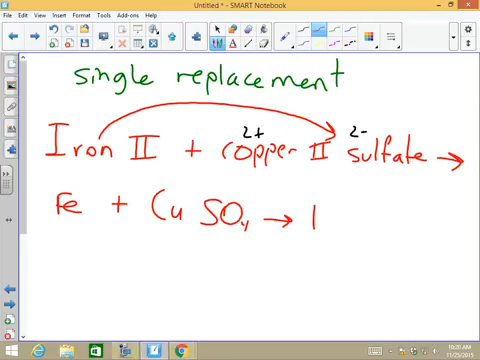 Untitled * - SMART Notebook
File Edit View Insert Format Tools Add-ons Help
single replacement
2+ 2-
Iron II + copper II sulfate →
Fe + Cu SO4 → |
10:20 AM
11/25/2015